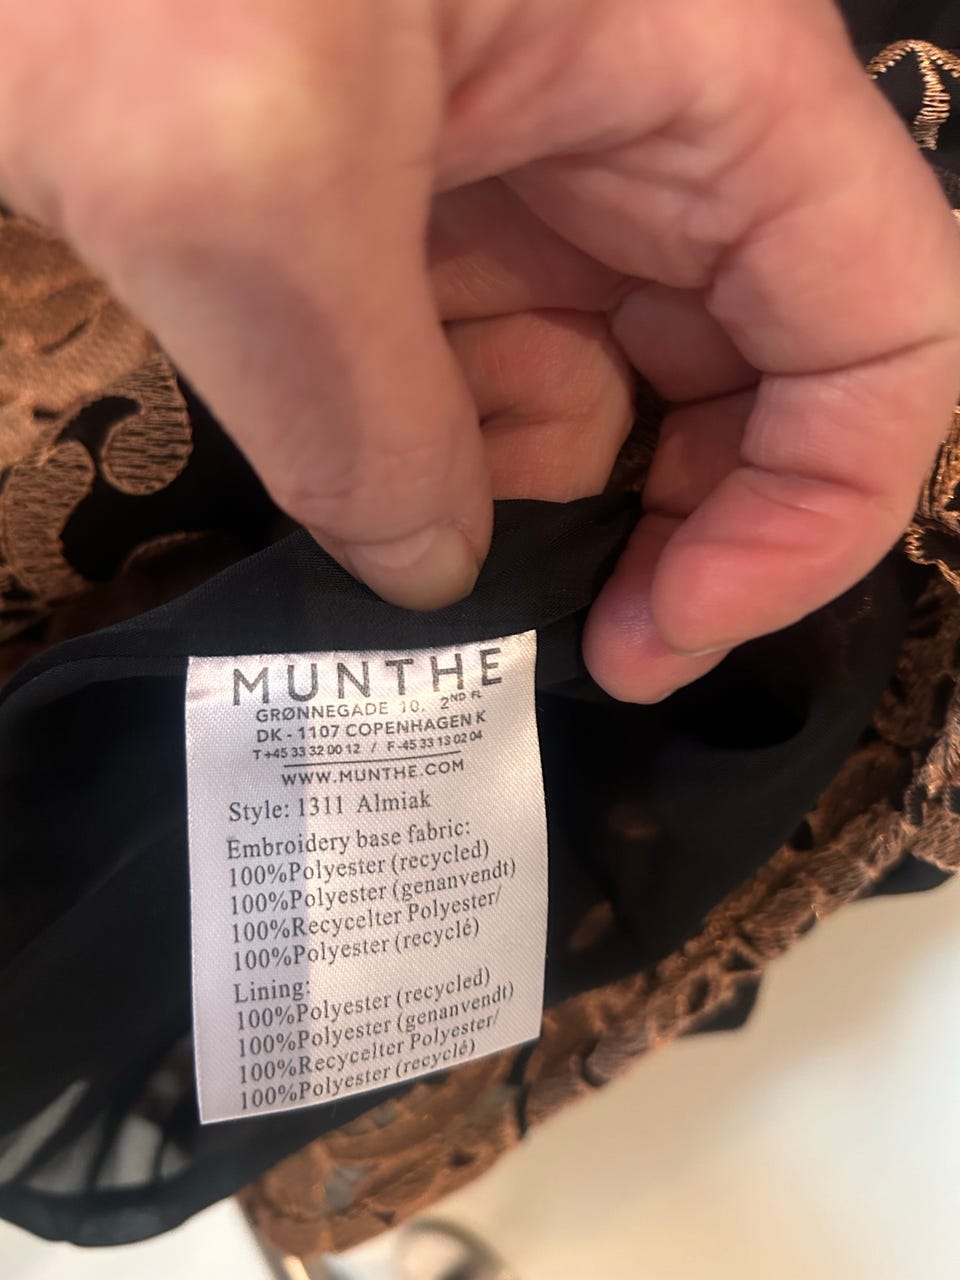 MUNTHE
GRØNNEGADE 10, 2ND FL
DK - 1107 COPENHAGEN K
T +45 33 32 00 12 / F -45 33 13 02 04
WWW.MUNTHE.COM
Style: 1311 Almiak
Embroidery base fabric:
100%Polyester (recycled)
100%Polyester (genanvendt)
100%Recycelter Polyester/
100%Polyester (recyclé)
Lining:
100%Polyester (recycled)
100%Polyester (genanvendt)
100%Recycelter Polyester/
100%Polyester (recyclé)